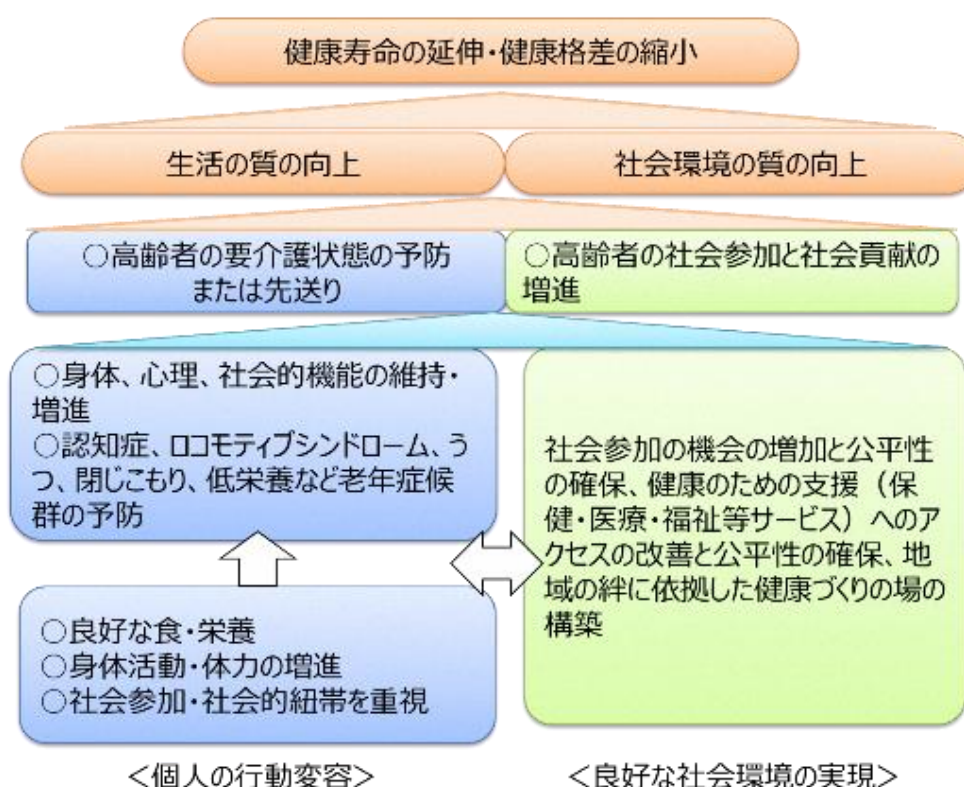 健康寿命の延伸・健康格差の縮小
生活の質の向上
社会環境の質の向上
○高齢者の要介護状態の予防
または先送り
○高齢者の社会参加と社会貢献の
増進
○身体、心理、社会的機能の維持・
増進
○認知症、ロコモティブシンドローム、う
つ、閉じこもり、低栄養など老年症候
群の予防
社会参加の機会の増加と公平性
の確保、健康のための支援（保
健・医療・福祉等サービス）へのア
クセスの改善と公平性の確保、地
域の絆に依拠した健康づくりの場の
構築
○良好な食・栄養
○身体活動・体力の増進
○社会参加・社会的紐帯を重視
＜個人の行動変容＞
＜良好な社会環境の実現＞